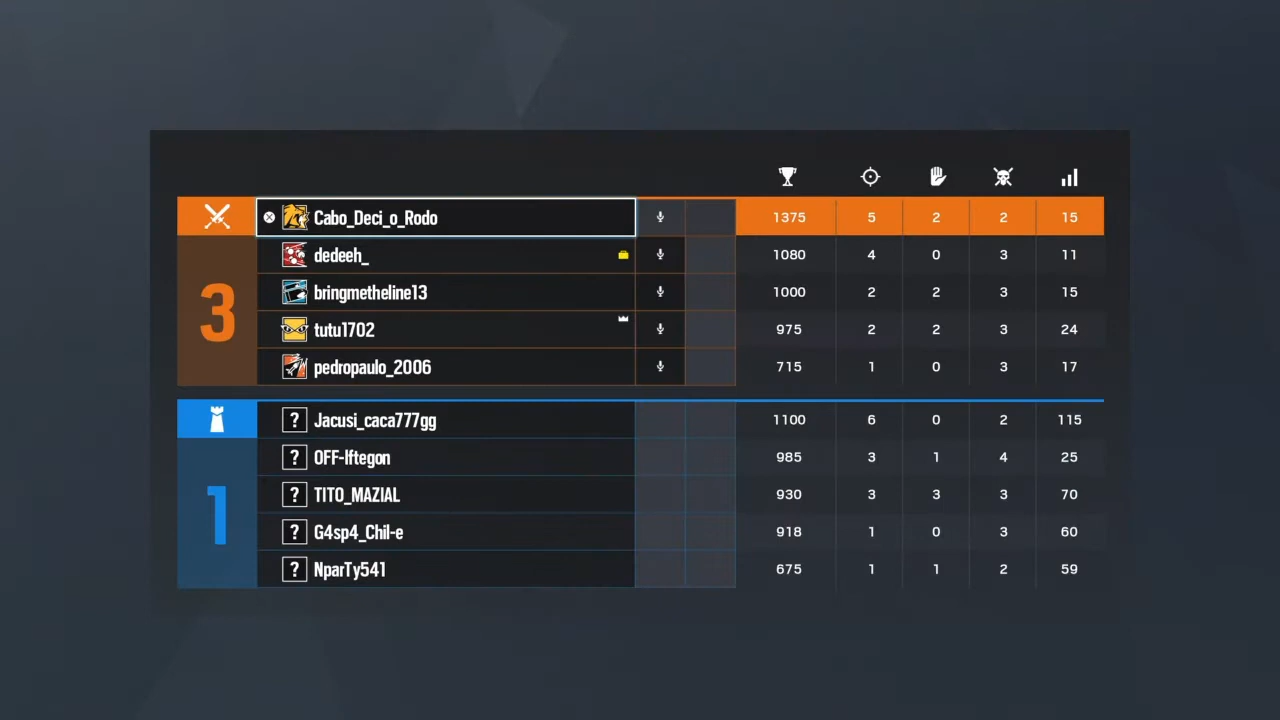 Cabo_Deci_o_Rodo 1375 5 2 2 15
dedeeh_ 1080 4 0 3 11
bringmetheline13 1000 2 2 3 15
3
tutu1702 975 2 2 3 24
pedropaulo_2006 715 1 0 3 17
? Jacusi_caca777gg 1100 6 0 2 115
? OFF-Iftegon 985 3 1 4 25
? TITO_MAZIAL 930 3 3 3 70
1
? G4sp4_Chil-e 918 1 0 3 60
? NparTy541 675 1 1 2 59